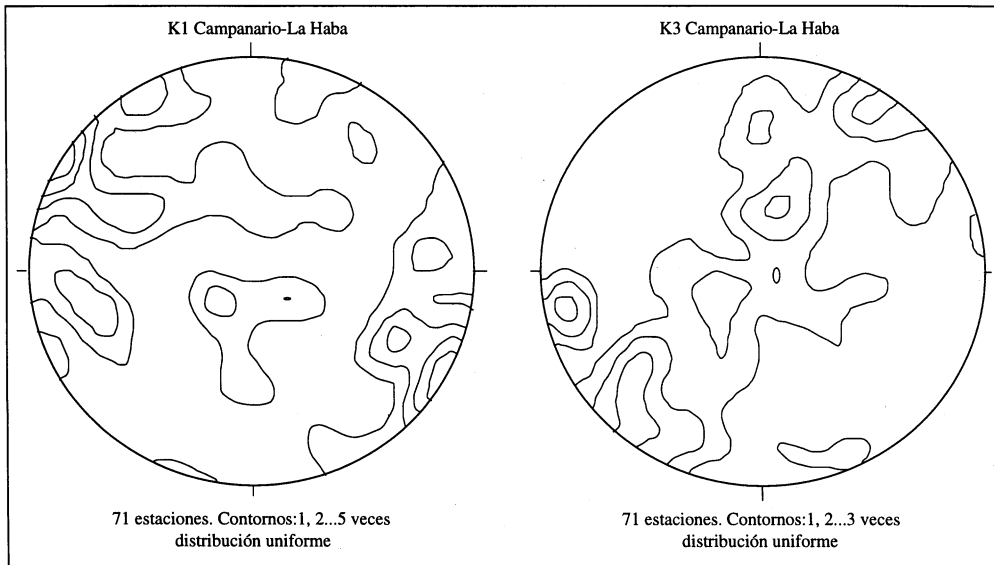 K1 Campanario-La Haba
K3 Campanario-La Haba
71 estaciones. Contornos:1, 2...5 veces
distribución uniforme
71 estaciones. Contornos:1, 2...3 veces
distribución uniforme